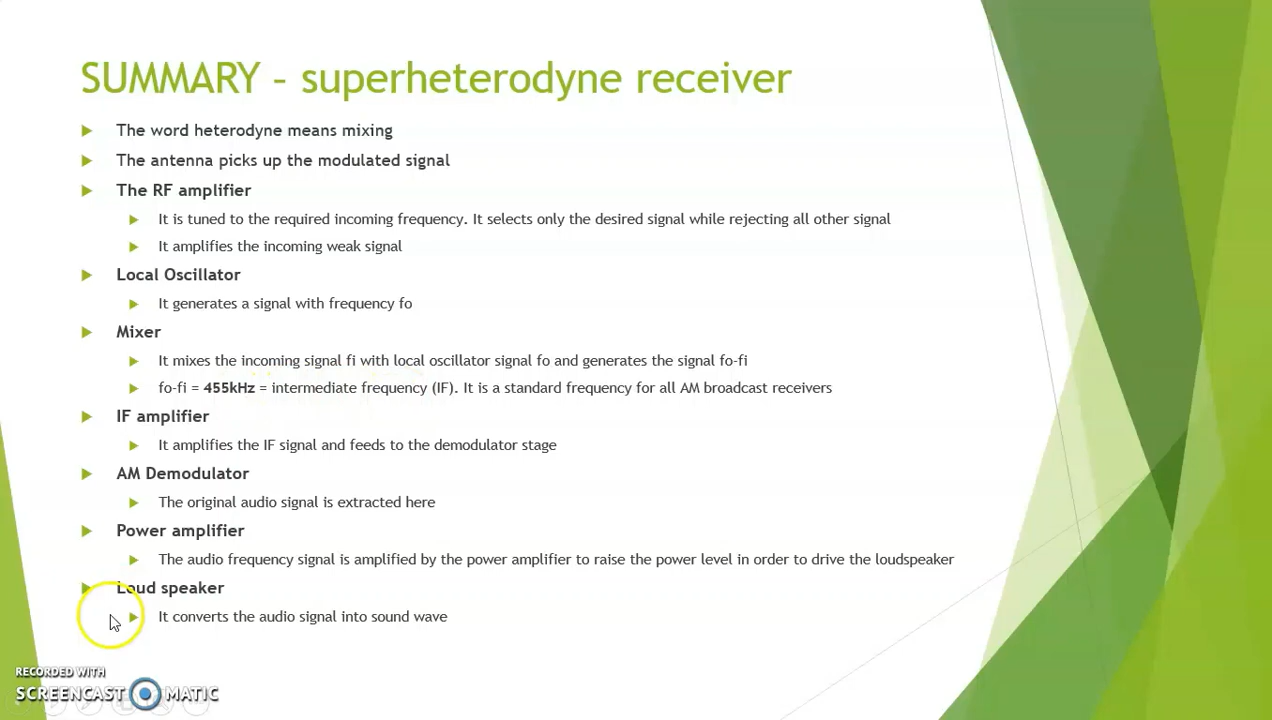 SUMMARY – superheterodyne receiver
The word heterodyne means mixing
The antenna picks up the modulated signal
The RF amplifier
It is tuned to the required incoming frequency. It selects only the desired signal while rejecting all other signal
It amplifies the incoming weak signal
Local Oscillator
It generates a signal with frequency fo
Mixer
It mixes the incoming signal fi with local oscillator signal fo and generates the signal fo-fi
fo-fi = 455kHz = intermediate frequency (IF). It is a standard frequency for all AM broadcast receivers
IF amplifier
It amplifies the IF signal and feeds to the demodulator stage
AM Demodulator
The original audio signal is extracted here
Power amplifier
The audio frequency signal is amplified by the power amplifier to raise the power level in order to drive the loudspeaker
Loud speaker
It converts the audio signal into sound wave
RECORDED WITH
SCREENCAST MATIC